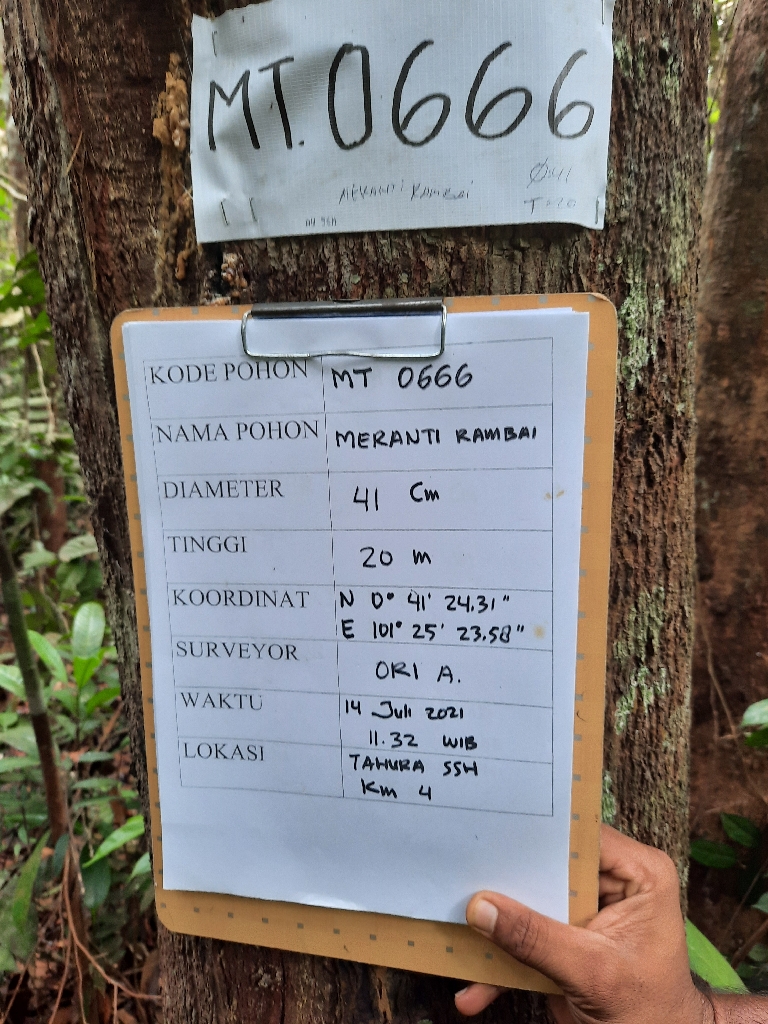 MT. 0666
MERANTI RAMBAI
Ø=41
T=20
KODE POHON MT 0666
NAMA POHON MERANTI RAMBAI
DIAMETER 41 Cm
TINGGI 20 m
KOORDINAT N 0° 41' 24.31"
E 101° 25' 23.58"
SURVEYOR ORI A.
WAKTU 14 Juli 2021
11.32 WIB
LOKASI TAHURA SSH
Km 4